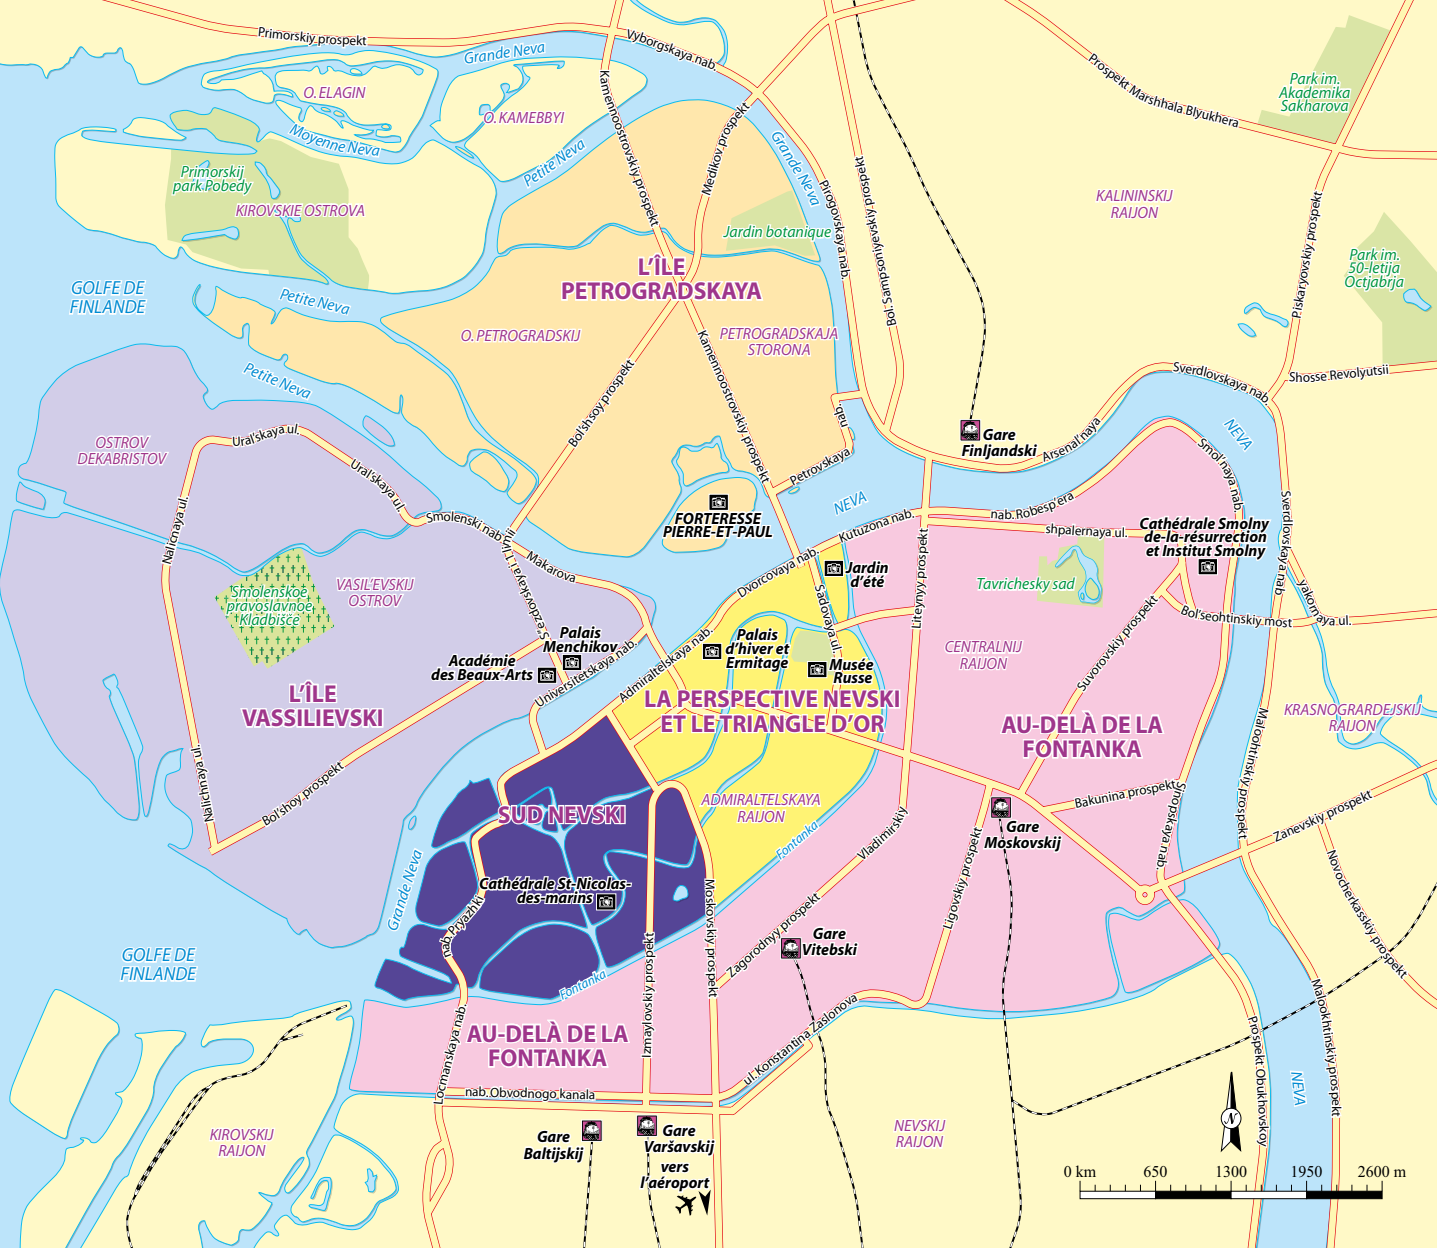 Primorskiy prospekt
Grande Neva
Vyborgskaya nab.
O. ELAGIN
O. KAMEBBYI
Moyenne Neva
Petite Neva
Kamennoostrovskiy prospekt
Medikov prospekt
Grande Neva
Pirogovskaya nab.
Bol. Sampsoniyevskiy prospekt
Prospekt Marshhala Blyukhera
Park im.
Akademika
Sakharova
Primorskij
park Pobedy
KIROVSKIE OSTROVA
KALININSKIJ
RAIJON
Piskaryovskiy prospekt
Park im.
50-letija
Octjabrja
Jardin botanique
L'ÎLE
PETROGRADSKAYA
GOLFE DE
FINLANDE
Petite Neva
O. PETROGRADSKIJ
PETROGRADSKAJA
STORONA
Kamennoostrovskiy prospekt
Bol'shsoy prospekt
Petite Neva
Sverdlovskaya nab.
Shosse Revolyutsii
nab.
Petrovskaya
Gare
Finljandski
Arsenal'naya
NEVA
Smol'naya nab.
OSTROV
DEKABRISTOV
Ural'skaya ul.
Ural'skaya ul.
Nalicnaya ul.
Smolenski nab.
Makarova
S'ezdovskaya i 1 Mii
FORTERESSE
PIERRE-ET-PAUL
NEVA
Kutuzona nab.
nab. Robesp'era
shpalernaya ul.
Cathédrale Smolny
de-la-résurrection
et Institut Smolny
Sverdlovskaya nab.
yakornaya ul.
Bol'seohtinskiy most
Dvorcovaya nab.
Jardin
d'été
Sadovaya ul.
Liteynyy prospekt
Tavrichesky sad
Suvorovskiy prospekt
Smolenskoe
pravoslavnoe
Kladbišče
VASIL'EVSKIJ
OSTROV
Palais
Menchikov
Académie
des Beaux-Arts
Universitetskaya nab.
Admiraltelskaya nab.
Palais
d'hiver et
Ermitage
Musée
Russe
CENTRALNIJ
RAIJON
L'ÎLE
VASSILIEVSKI
LA PERSPECTIVE NEVSKI
ET LE TRIANGLE D'OR
AU-DELÀ DE LA
FONTANKA
KRASNOGRARDEJSKIJ
RAIJON
Malroohtinskiy prospekt
Nalichnaya ul.
Bol'shoy prospekt
SUD NEVSKI
ADMIRALTELSKAYA
RAIJON
Fontanka
Vladimirskiy
Gare
Moskovskij
Bakunina prospekt
Sinopskaya nab.
Zanevskiy prospekt
Novocherkasskiy prospekt
Grande Neva
Cathédrale St-Nicolas-
des-marins
nab. Pryazhki
Moskovskiy prospekt
Ligovskiy prospekt
Zagorodnyy prospekt
Gare
Vitebski
Fontanka
Izmaylovskiy prospekt
GOLFE DE
FINLANDE
AU-DELÀ DE LA
FONTANKA
Locmanskaya nab.
nab. Obvodnogo kanala
ul. Konstantina Zaslonova
Malookhtinskiy prospekt
Prospekt Obukhovskoy
NEVA
KIROVSKIJ
RAIJON
Gare
Baltijskij
Gare
Varšavskij
vers
l'aéroport
NEVSKIJ
RAIJON
N
0 km 650 1300 1950 2600 m